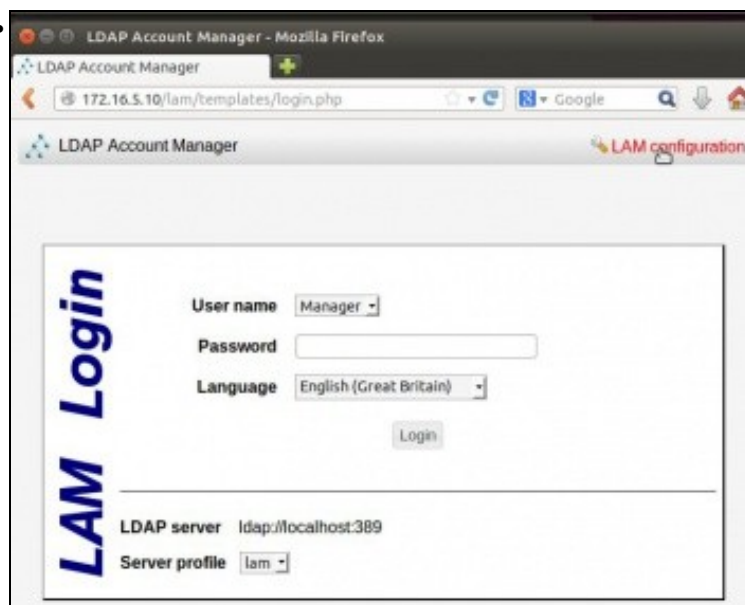 LDAP Account Manager - Mozilla Firefox
LDAP Account Manager
172.16.5.10/lam/templates/login.php
Google
LDAP Account Manager
LAM configuration
LAM Login
User name Manager
Password
Language English (Great Britain)
Login
LDAP server ldap://localhost:389
Server profile lam